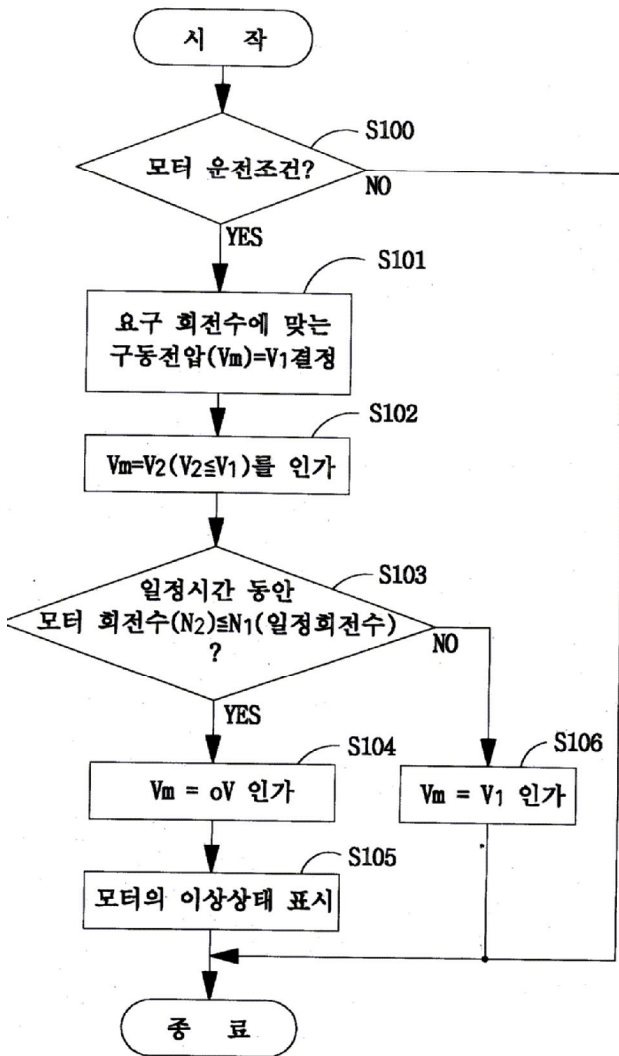 시 작
S100
모터 운전조건?
NO
YES
S101
요구 회전수에 맞는
구동전압(Vm)=V₁결정
S102
Vm=V₂(V₂≦V₁)를 인가
S103
일정시간 동안
모터 회전수(N₂)≦N₁(일정회전수)
?
NO
YES
S104
Vm = oV 인가
S106
Vm = V₁ 인가
S105
모터의 이상상태 표시
종 료